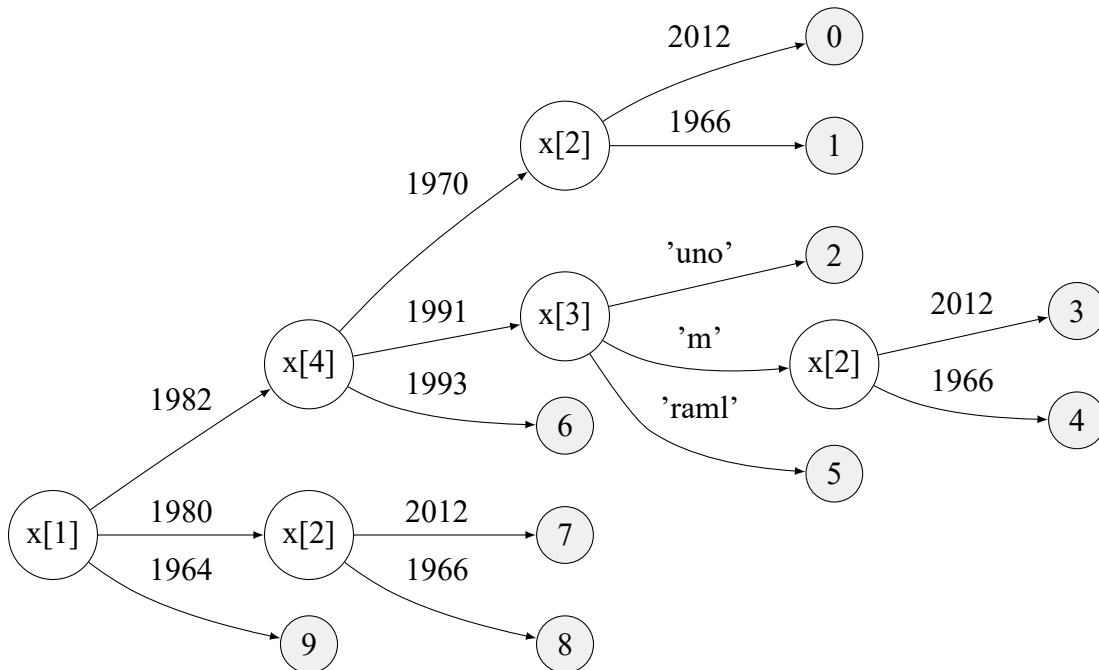 2012 0
x[2] 1966 1
1970
'uno' 2
1991 x[3] 2012 3
'm'
x[4] x[2]
1993 1966
1982 'raml' 4
6
5
x[1] 1980 x[2] 2012 7
1964 1966
9 8